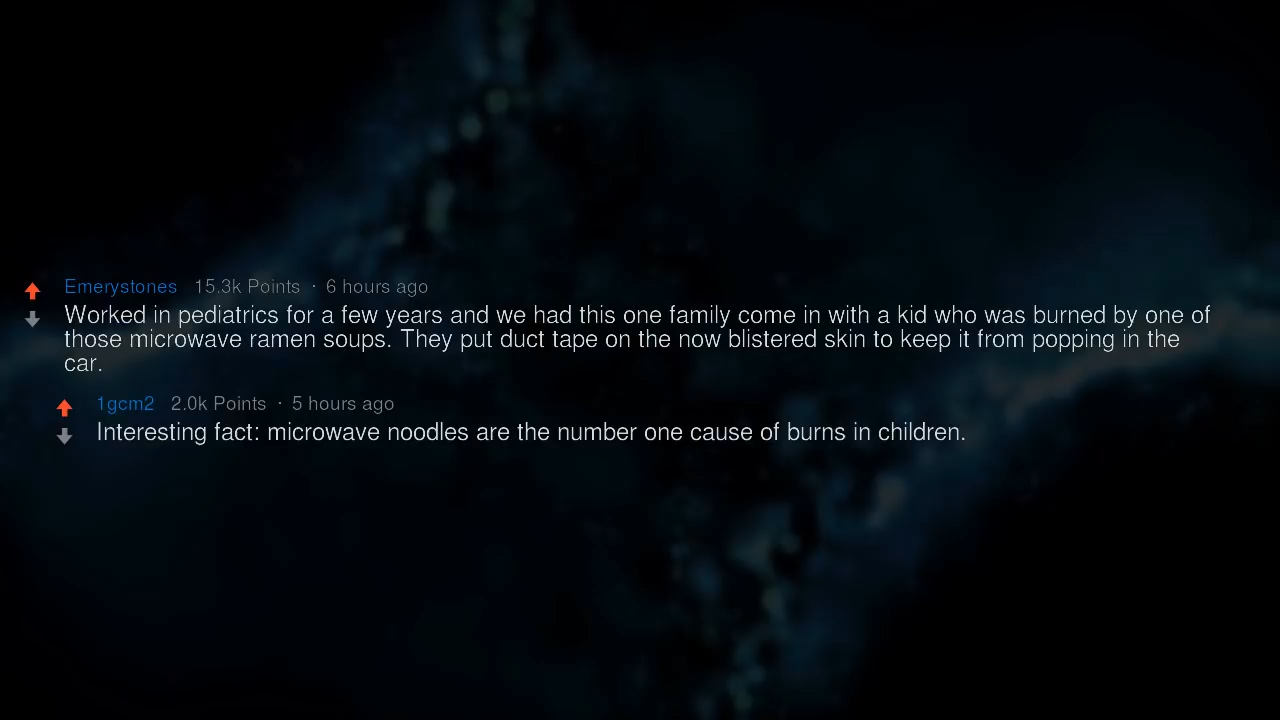 Emerystones 15.3k Points · 6 hours ago
Worked in pediatrics for a few years and we had this one family come in with a kid who was burned by one of
those microwave ramen soups. They put duct tape on the now blistered skin to keep it from popping in the
car.
1gcm2 2.0k Points · 5 hours ago
Interesting fact: microwave noodles are the number one cause of burns in children.